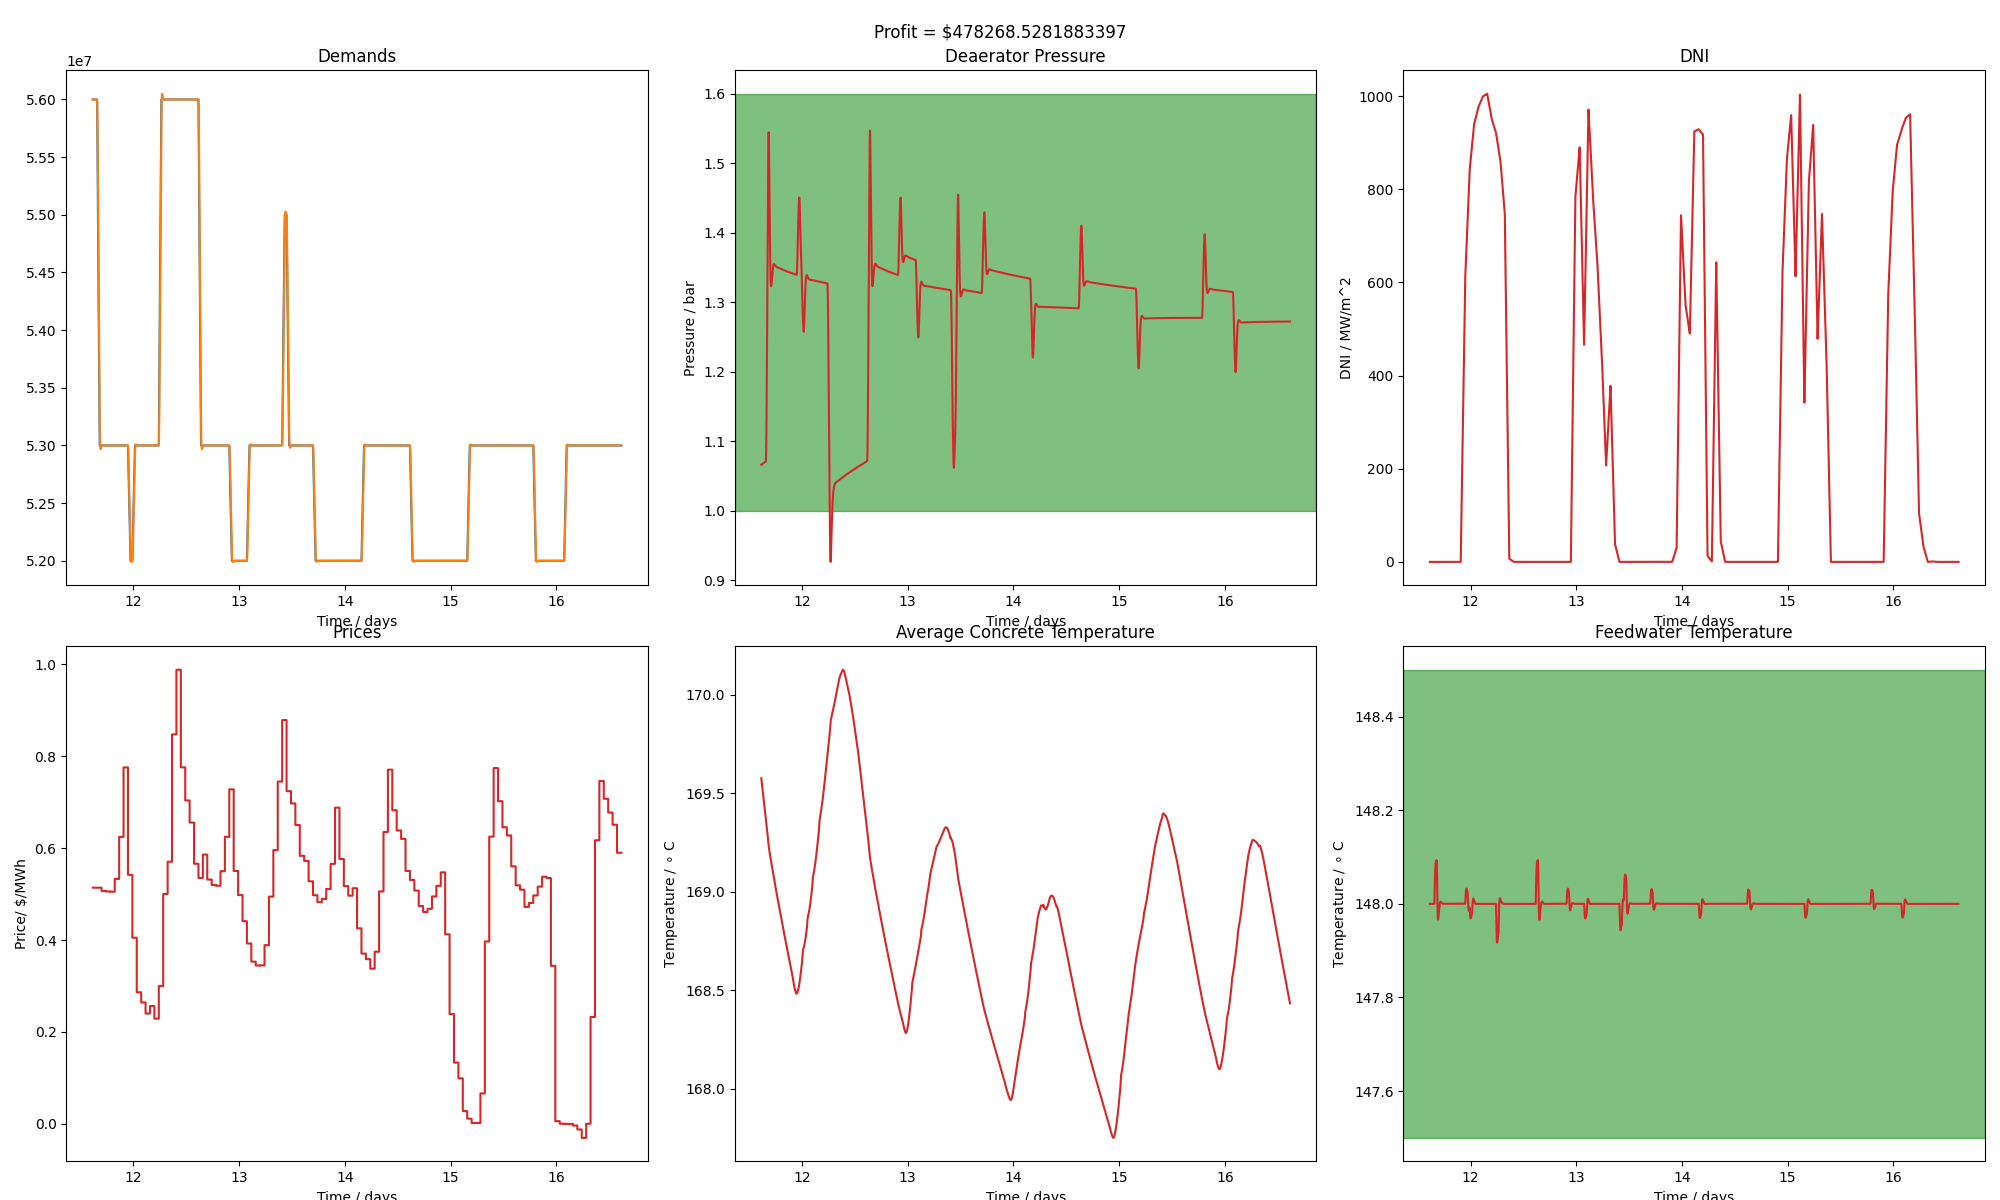 Profit = $478268.5281883397
Demands
1e7
5.60
5.55
5.50
5.45
5.40
5.35
5.30
5.25
5.20
12 13 14 15 16
Time / days
Deaerator Pressure
Pressure / bar
1.6
1.5
1.4
1.3
1.2
1.1
1.0
0.9
12 13 14 15 16
Time / days
DNI
DNI / MW/m^2
1000
800
600
400
200
0
12 13 14 15 16
Time / days
Prices
Price/ $/MWh
1.0
0.8
0.6
0.4
0.2
0.0
12 13 14 15 16
Time / days
Average Concrete Temperature
Temperature / ∘ C
170.0
169.5
169.0
168.5
168.0
12 13 14 15 16
Time / days
Feedwater Temperature
Temperature / ∘ C
148.4
148.2
148.0
147.8
147.6
12 13 14 15 16
Time / days